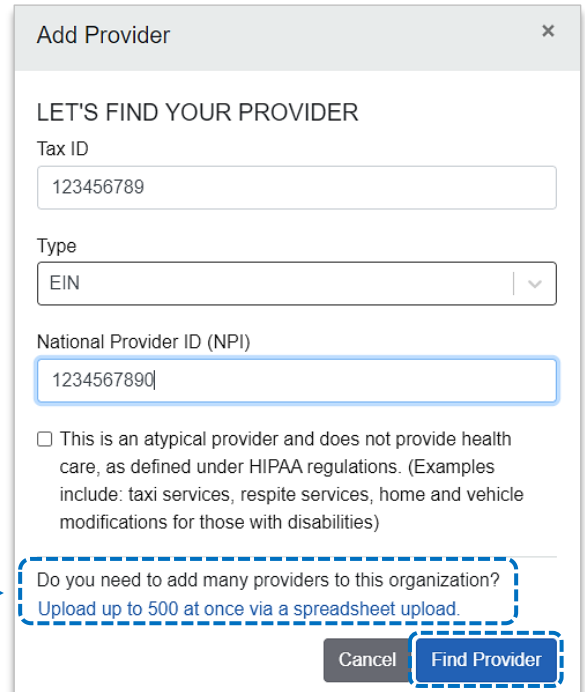 Add Provider ×
LET'S FIND YOUR PROVIDER
Tax ID
123456789
Type
EIN
National Provider ID (NPI)
1234567890
This is an atypical provider and does not provide health
care, as defined under HIPAA regulations. (Examples
include: taxi services, respite services, home and vehicle
modifications for those with disabilities)
Do you need to add many providers to this organization?
Upload up to 500 at once via a spreadsheet upload.
Cancel Find Provider